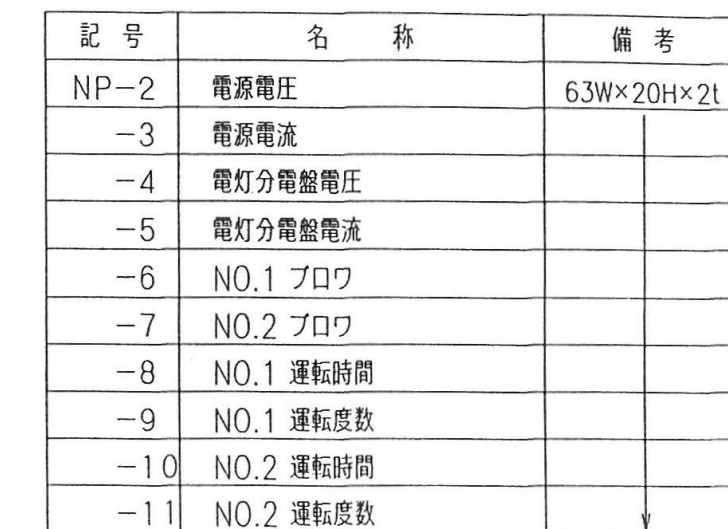 記号 名称 備考
NP-2 電源電圧 63W×20H×2t
-3 電源電流
-4 電灯分電盤電圧
-5 電灯分電盤電流
-6 NO.1 ブロワ
-7 NO.2 ブロワ
-8 NO.1 運転時間
-9 NO.1 運転度数
-10 NO.2 運転時間
-11 NO.2 運転度数